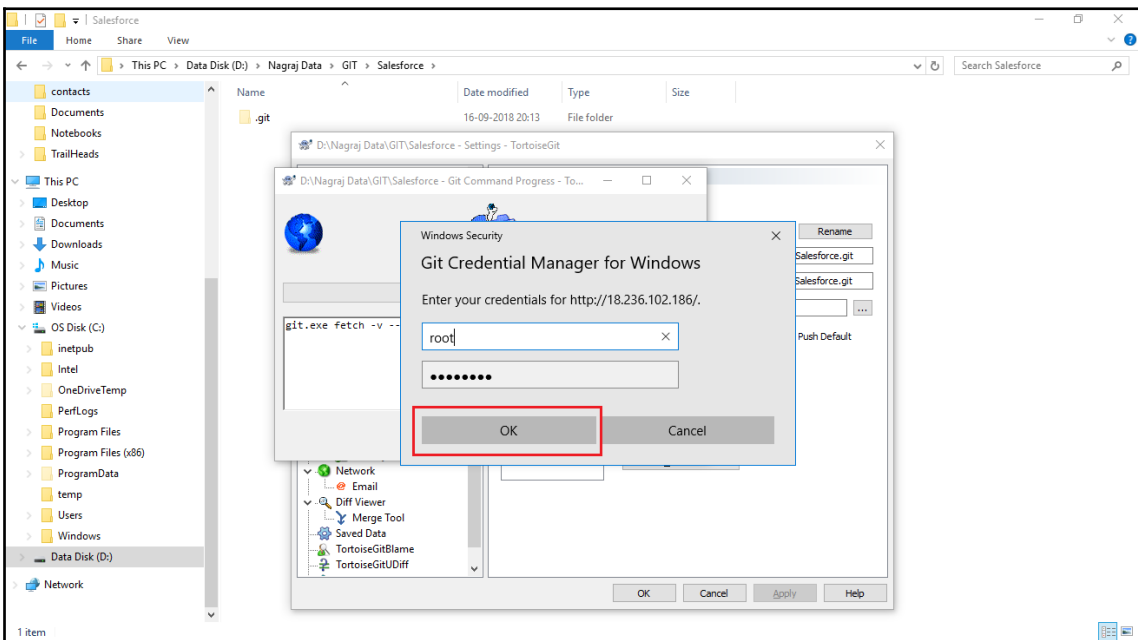 Salesforce
File Home Share View
This PC > Data Disk (D:) > Nagraj Data > GIT > Salesforce >
Search Salesforce
contacts
Documents
Notebooks
TrailHeads
This PC
Desktop
Documents
Downloads
Music
Pictures
Videos
OS Disk (C:)
inetpub
Intel
OneDriveTemp
PerfLogs
Program Files
Program Files (x86)
ProgramData
temp
Users
Windows
Data Disk (D:)
Network
1 item
Name Date modified Type Size
.git 16-09-2018 20:13 File folder
D:\Nagraj Data\GIT\Salesforce - Settings - TortoiseGit
Rename
Salesforce.git
Salesforce.git
...
Push Default
Network
Email
Diff Viewer
Merge Tool
Saved Data
TortoiseGitBlame
TortoiseGitUDiff
OK Cancel Apply Help
D:\Nagraj Data\GIT\Salesforce - Git Command Progress - To...
git.exe fetch -v --
Windows Security
Git Credential Manager for Windows
Enter your credentials for http://18.236.102.186/.
root
••••••••
OK Cancel